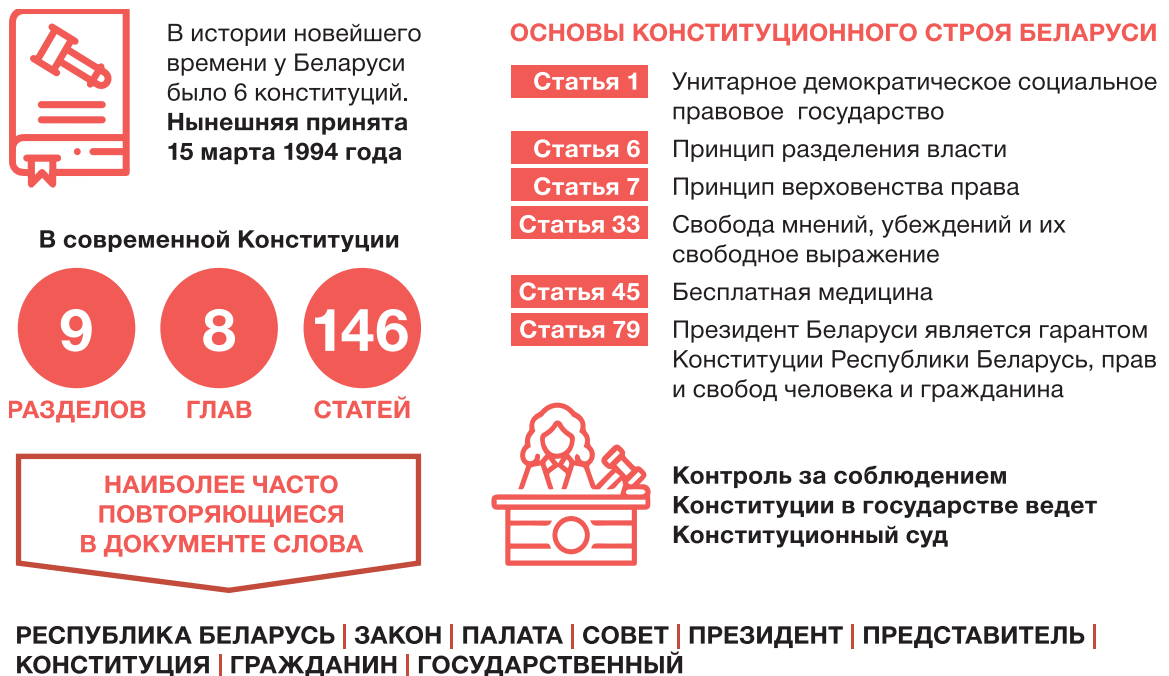 В истории новейшего
времени у Беларуси
было 6 конституций.
Нынешняя принята
15 марта 1994 года
В современной Конституции
9
РАЗДЕЛОВ
8
ГЛАВ
146
СТАТЕЙ
НАИБОЛЕЕ ЧАСТО
ПОВТОРЯЮЩИЕСЯ
В ДОКУМЕНТЕ СЛОВА
ОСНОВЫ КОНСТИТУЦИОННОГО СТРОЯ БЕЛАРУСИ
Статья 1 Унитарное демократическое социальное
правовое государство
Статья 6 Принцип разделения власти
Статья 7 Принцип верховенства права
Статья 33 Свобода мнений, убеждений и их
свободное выражение
Статья 45 Бесплатная медицина
Статья 79 Президент Беларуси является гарантом
Конституции Республики Беларусь, прав
и свобод человека и гражданина
Контроль за соблюдением
Конституции в государстве ведет
Конституционный суд
РЕСПУБЛИКА БЕЛАРУСЬ | ЗАКОН | ПАЛАТА | СОВЕТ | ПРЕЗИДЕНТ | ПРЕДСТАВИТЕЛЬ |
КОНСТИТУЦИЯ | ГРАЖДАНИН | ГОСУДАРСТВЕННЫЙ